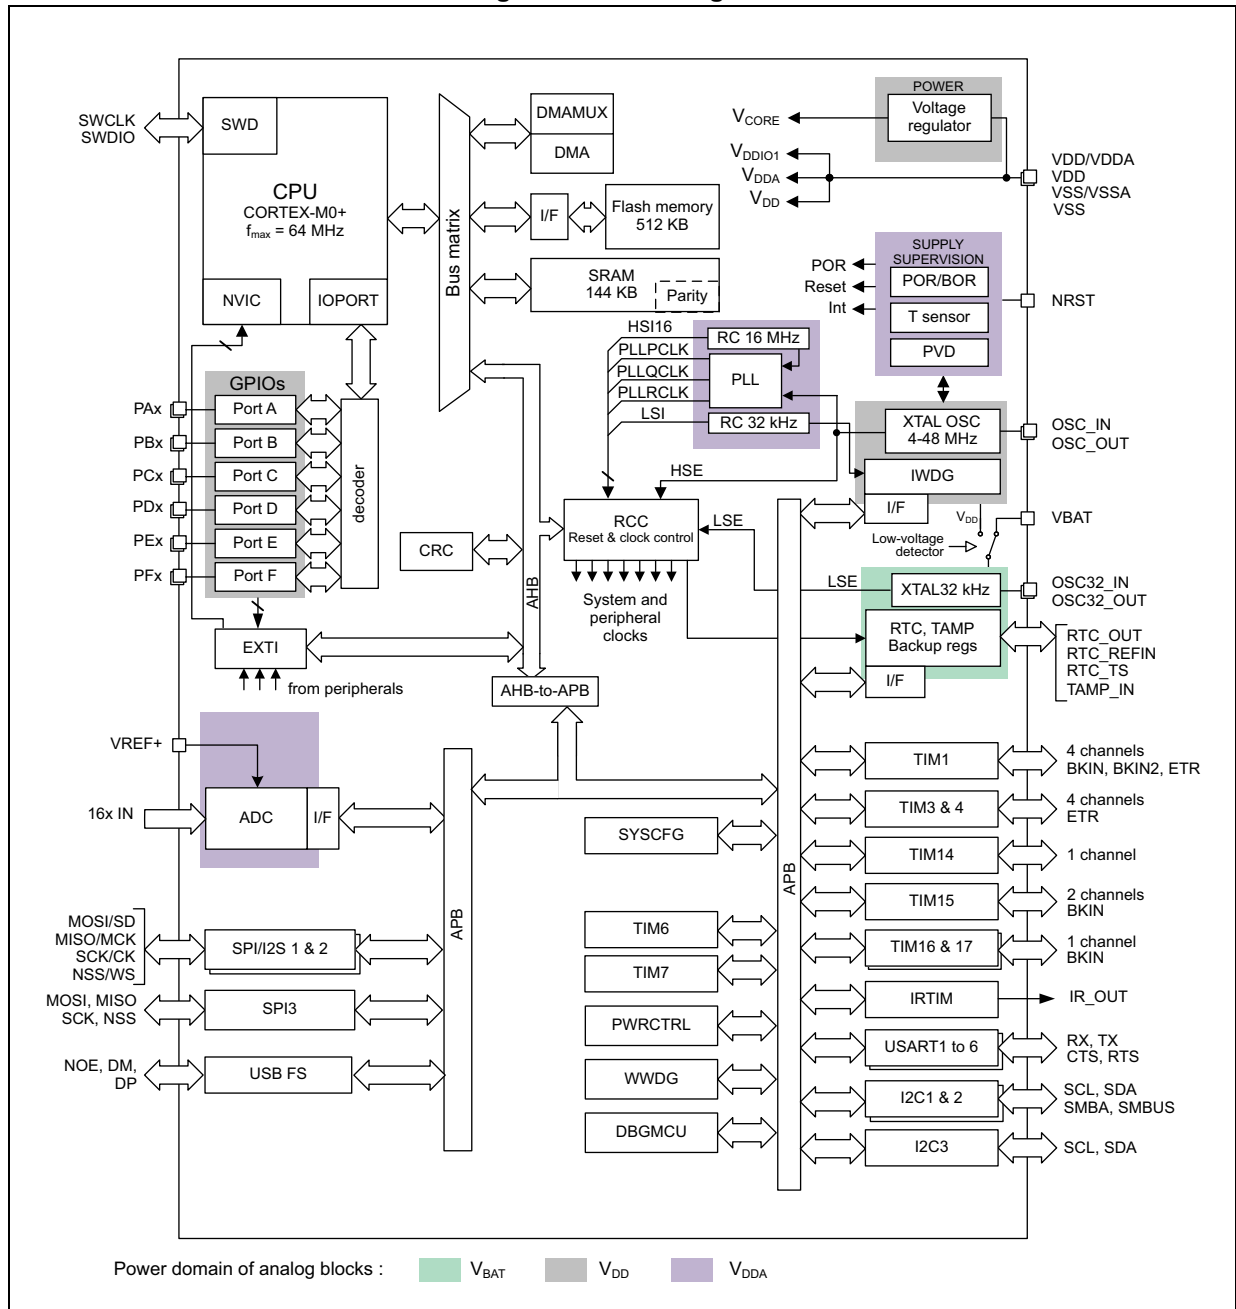 SWCLK
SWDIO
SWD
CPU
CORTEX-M0+
fmax = 64 MHz
NVIC
IOPORT
Bus matrix
DMAMUX
DMA
I/F
Flash memory
512 KB
SRAM
144 KB
Parity
POWER
Voltage
regulator
VCORE
VDDIO1
VDDA
VDD
VDD/VDDA
VDD
VSS/VSSA
VSS
SUPPLY
SUPERVISION
POR/BOR
T sensor
PVD
POR
Reset
Int
NRST
HSI16
PLLPCLK
PLLQCLK
PLLRCLK
LSI
RC 16 MHz
PLL
RC 32 kHz
GPIOs
PAx
Port A
PBx
Port B
PCx
Port C
PDx
Port D
PEx
Port E
PFx
Port F
decoder
XTAL OSC
4-48 MHz
OSC_IN
OSC_OUT
IWDG
I/F
HSE
RCC
Reset & clock control
LSE
System and
peripheral
clocks
CRC
AHB
VDD
VBAT
Low-voltage
detector
LSE
XTAL32 kHz
OSC32_IN
OSC32_OUT
RTC, TAMP
Backup regs
I/F
RTC_OUT
RTC_REFIN
RTC_TS
TAMP_IN
EXTI
from peripherals
AHB-to-APB
VREF+
16x IN
ADC
I/F
APB
APB
SYSCFG
TIM6
TIM7
PWRCTRL
WWDG
DBGMCU
TIM1
4 channels
BKIN, BKIN2, ETR
TIM3 & 4
4 channels
ETR
TIM14
1 channel
TIM15
2 channels
BKIN
TIM16 & 17
1 channel
BKIN
IRTIM
IR_OUT
USART1 to 6
RX, TX
CTS, RTS
I2C1 & 2
SCL, SDA
SMBA, SMBUS
I2C3
SCL, SDA
MOSI/SD
MISO/MCK
SCK/CK
NSS/WS
SPI/I2S 1 & 2
MOSI, MISO
SCK, NSS
SPI3
NOE, DM,
DP
USB FS
Power domain of analog blocks :
VBAT
VDD
VDDA